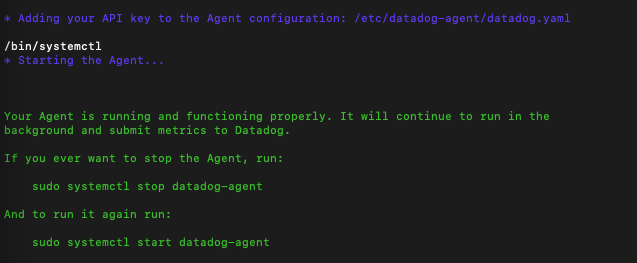 * Adding your API key to the Agent configuration: /etc/datadog-agent/datadog.yaml
/bin/systemctl
* Starting the Agent...
Your Agent is running and functioning properly. It will continue to run in the
background and submit metrics to Datadog.
If you ever want to stop the Agent, run:
sudo systemctl stop datadog-agent
And to run it again run:
sudo systemctl start datadog-agent